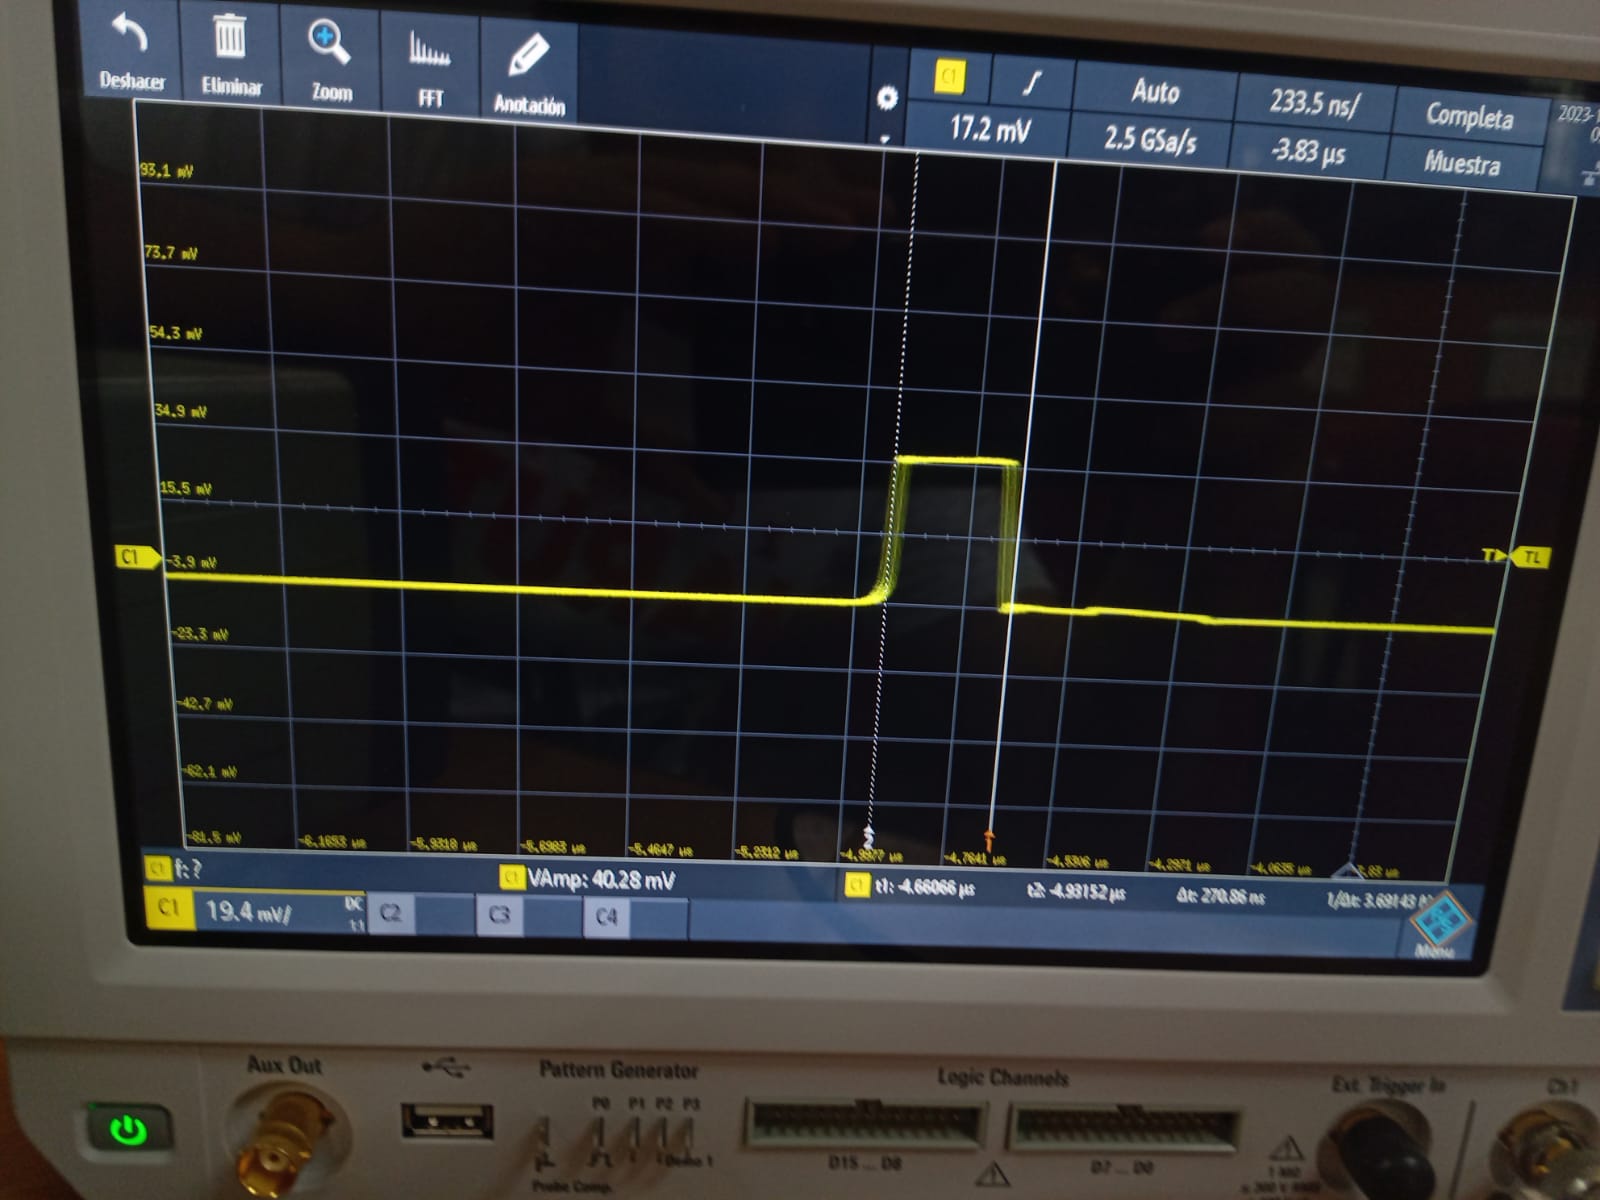 Deshacer
Eliminar
Zoom
FFT
Anotación
C1
Auto
233.5 ns/
Completa
2023-1
17.2 mV
2.5 GSa/s
-3.83 µs
Muestra
93.1 mV
73.7 mV
54.3 mV
34.9 mV
15.5 mV
C1
-3.9 mV
T
TL
-23.3 mV
-42.7 mV
-62.1 mV
-81.5 mV
-6.1653 µs
-5.9318 µs
-5.6983 µs
-5.4647 µs
-5.2312 µs
-4.9977 µs
-4.7641 µs
-4.5306 µs
-4.2971 µs
-4.0635 µs
C1 f: ?
C1 VAmp: 40.28 mV
C1 t1: -4.66066 µs
t2: -4.93152 µs
Δt: 270.86 ns
1/Δt: 3.69143
C1 19.4 mV/
DC
1:1
C2
C3
C4
Menú
Aux Out
Pattern Generator
P0 P1 P2 P3
Demo 1
Probe Comp.
Logic Channels
D15 ... D8
D7 ... D0
Ext. Trigger In
Ch1